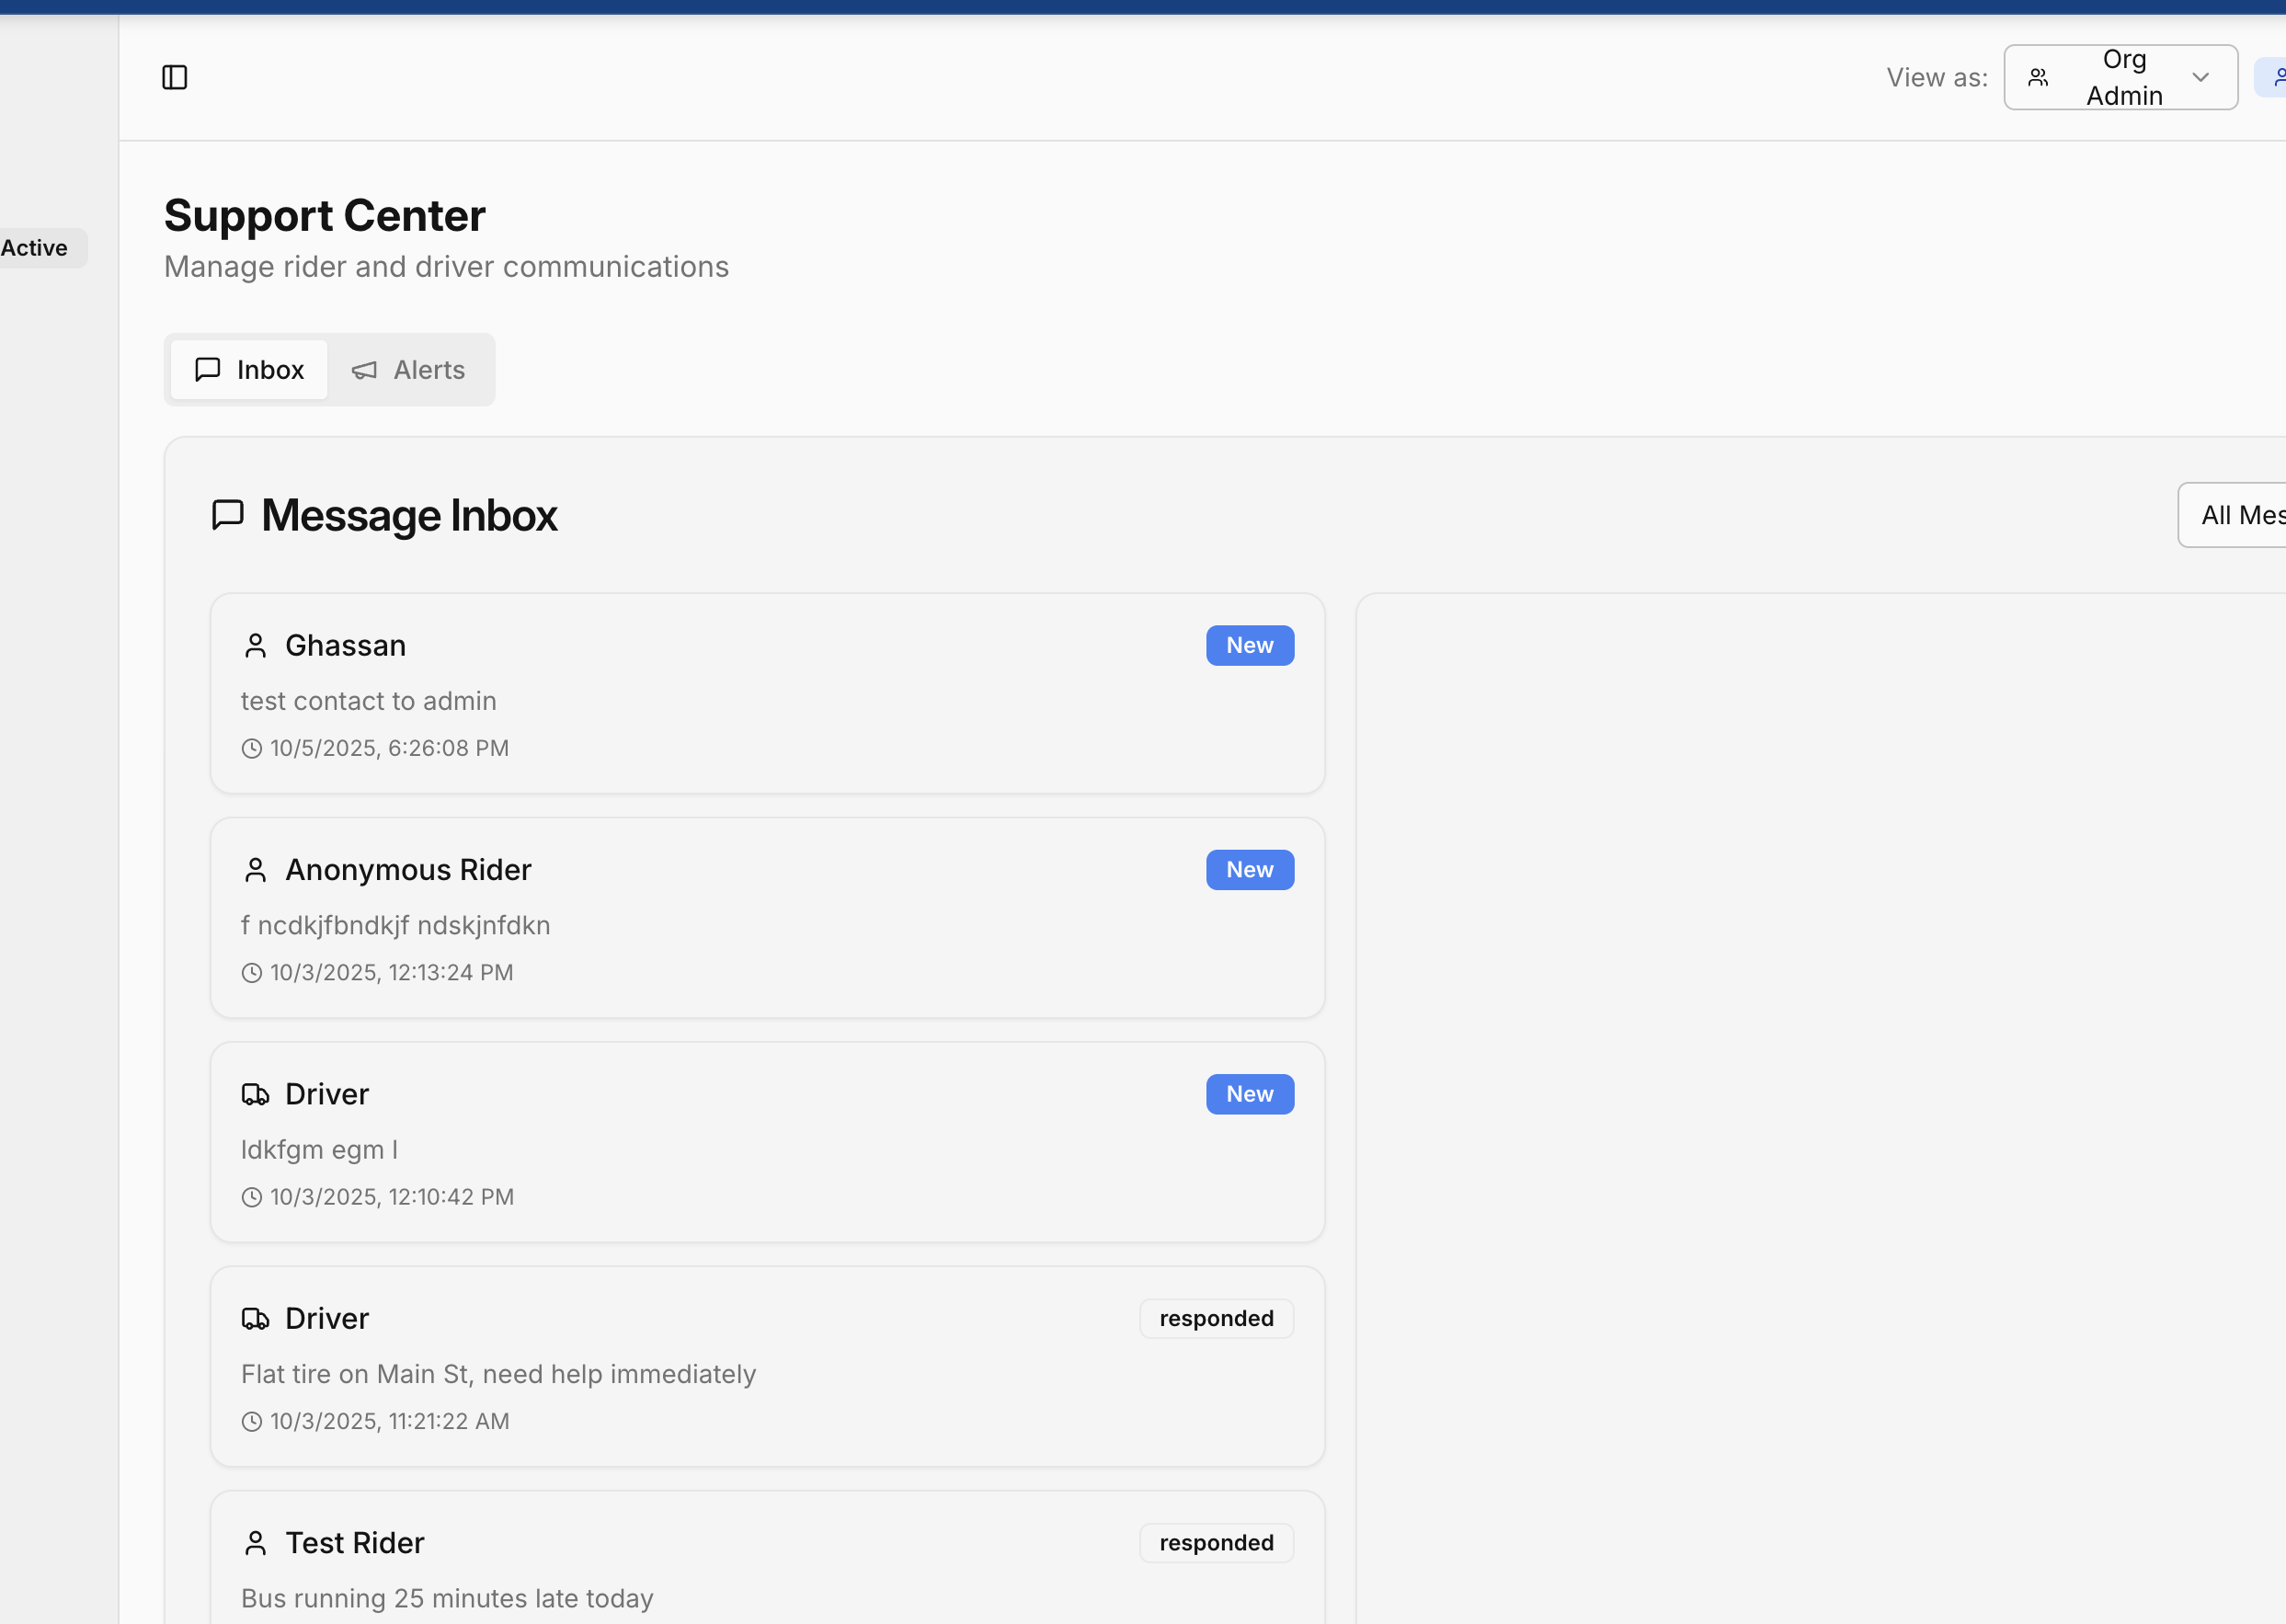 View as:
Org
Admin
Active
Support Center
Manage rider and driver communications
Inbox
Alerts
Message Inbox
All Mes
Ghassan
New
test contact to admin
10/5/2025, 6:26:08 PM
Anonymous Rider
New
f ncdkjfbndkjf ndskjnfdkn
10/3/2025, 12:13:24 PM
Driver
New
10/3/2025, 12:10:42 PM
Driver
responded
Flat tire on Main St, need help immediately
10/3/2025, 11:21:22 AM
Test Rider
responded
Bus running 25 minutes late today